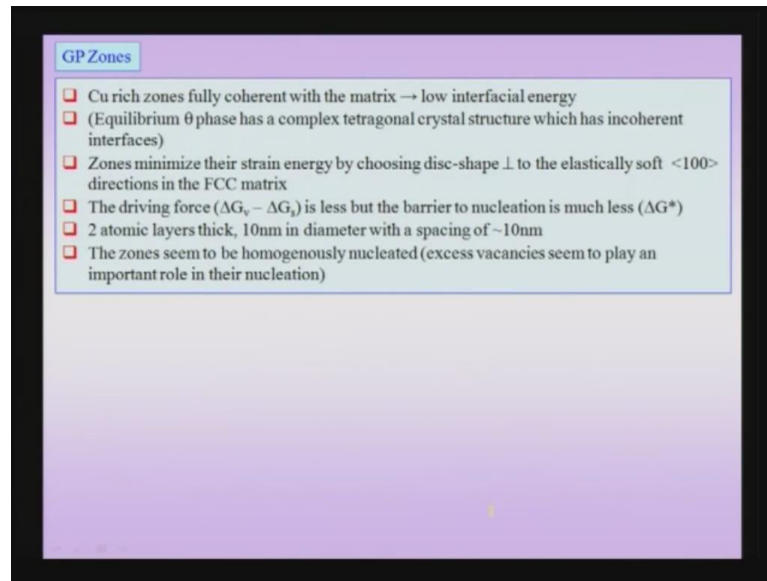 GP Zones
Cu rich zones fully coherent with the matrix → low interfacial energy
(Equilibrium θ phase has a complex tetragonal crystal structure which has incoherent
interfaces)
Zones minimize their strain energy by choosing disc-shape ⊥ to the elastically soft <100>
directions in the FCC matrix
The driving force (ΔGv – ΔGs) is less but the barrier to nucleation is much less (ΔG*)
2 atomic layers thick, 10nm in diameter with a spacing of ~10nm
The zones seem to be homogenously nucleated (excess vacancies seem to play an
important role in their nucleation)